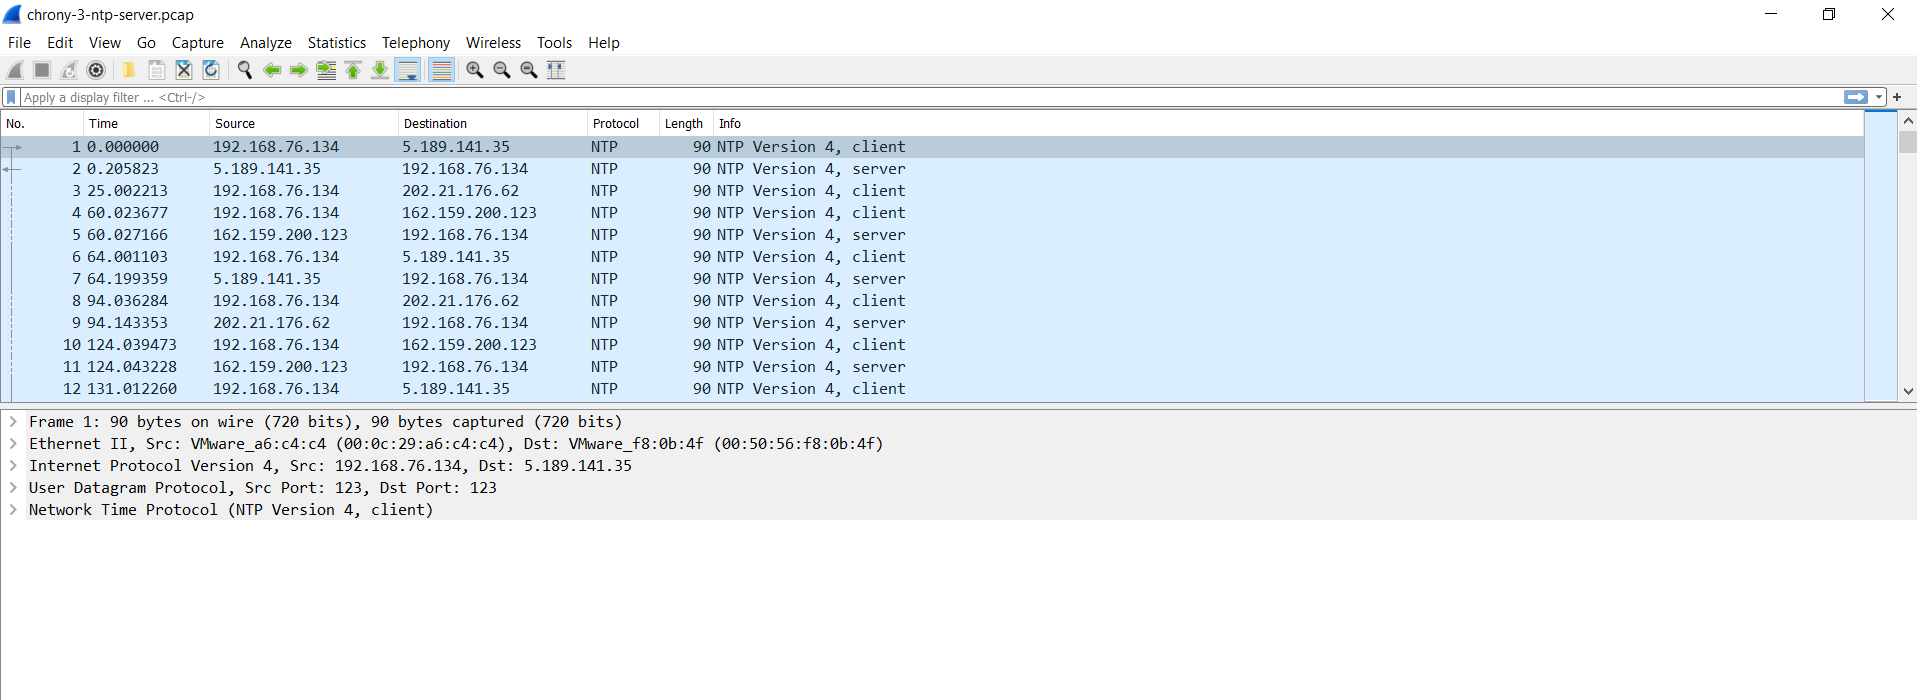 chrony-3-ntp-server.pcap
File Edit View Go Capture Analyze Statistics Telephony Wireless Tools Help
Apply a display filter ... <Ctrl-/>
No. Time Source Destination Protocol Length Info
1 0.000000 192.168.76.134 5.189.141.35 NTP 90 NTP Version 4, client
2 0.205823 5.189.141.35 192.168.76.134 NTP 90 NTP Version 4, server
3 25.002213 192.168.76.134 202.21.176.62 NTP 90 NTP Version 4, client
4 60.023677 192.168.76.134 162.159.200.123 NTP 90 NTP Version 4, client
5 60.027166 162.159.200.123 192.168.76.134 NTP 90 NTP Version 4, server
6 64.001103 192.168.76.134 5.189.141.35 NTP 90 NTP Version 4, client
7 64.199359 5.189.141.35 192.168.76.134 NTP 90 NTP Version 4, server
8 94.036284 192.168.76.134 202.21.176.62 NTP 90 NTP Version 4, client
9 94.143353 202.21.176.62 192.168.76.134 NTP 90 NTP Version 4, server
10 124.039473 192.168.76.134 162.159.200.123 NTP 90 NTP Version 4, client
11 124.043228 162.159.200.123 192.168.76.134 NTP 90 NTP Version 4, server
12 131.012260 192.168.76.134 5.189.141.35 NTP 90 NTP Version 4, client
Frame 1: 90 bytes on wire (720 bits), 90 bytes captured (720 bits)
Ethernet II, Src: VMware_a6:c4:c4 (00:0c:29:a6:c4:c4), Dst: VMware_f8:0b:4f (00:50:56:f8:0b:4f)
Internet Protocol Version 4, Src: 192.168.76.134, Dst: 5.189.141.35
User Datagram Protocol, Src Port: 123, Dst Port: 123
Network Time Protocol (NTP Version 4, client)